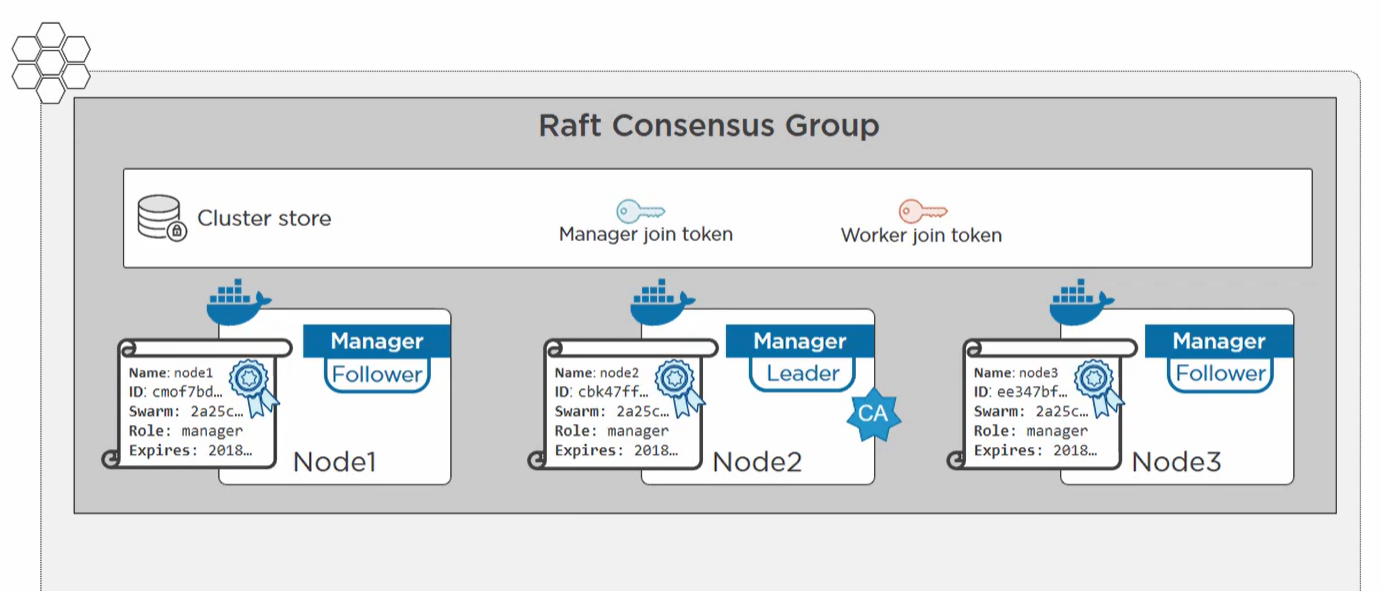 Raft Consensus Group
Cluster store
Manager join token
Worker join token
Manager
Follower
Name: node1
ID: cmof7bd…
Swarm: 2a25c…
Role: manager
Expires: 2018…
Node1
Manager
Leader
Name: node2
ID: cbk47ff…
Swarm: 2a25c…
Role: manager
Expires: 2018…
CA
Node2
Manager
Follower
Name: node3
ID: ee347bf…
Swarm: 2a25c…
Role: manager
Expires: 2018…
Node3